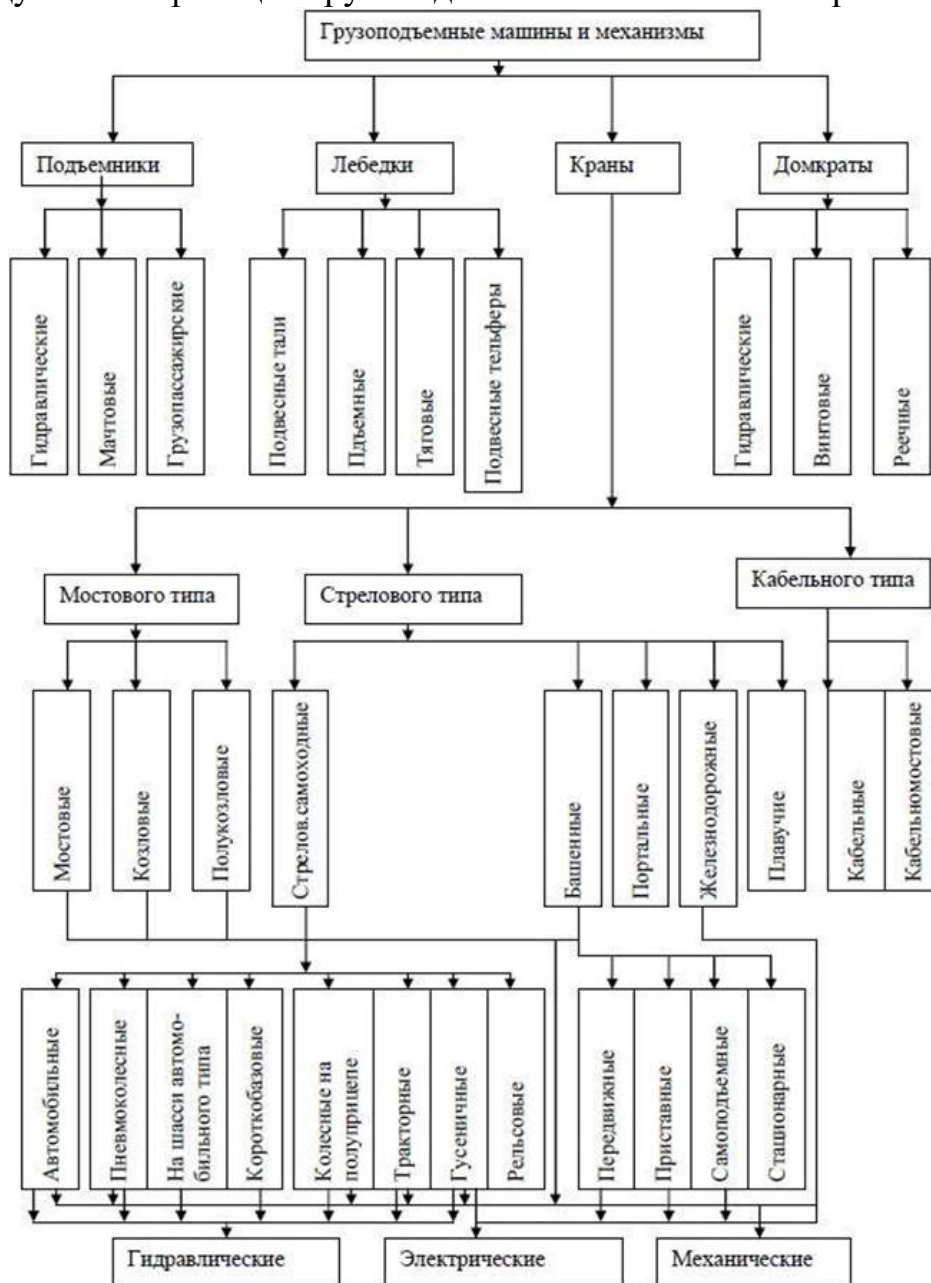 Грузоподъемные машины и механизмы
Подъемники
Лебедки
Краны
Домкраты
Гидравлические
Мачтовые
Грузопассажирские
Подвесные тали
Пдъемные
Тяговые
Подвесные тельферы
Гидравлические
Винтовые
Реечные
Мостового типа
Стрелового типа
Кабельного типа
Мостовые
Козловые
Полукозловые
Стрелов.самоходные
Башенные
Портальные
Железнодорожные
Плавучие
Кабельные
Кабельномостовые
Автомобильные
Пневмоколесные
На шасси автомо-
бильного типа
Короткобазовые
Колесные на
полуприцепе
Тракторные
Гусеничные
Рельсовые
Передвижные
Приставные
Самоподъемные
Стационарные
Гидравлические
Электрические
Механические